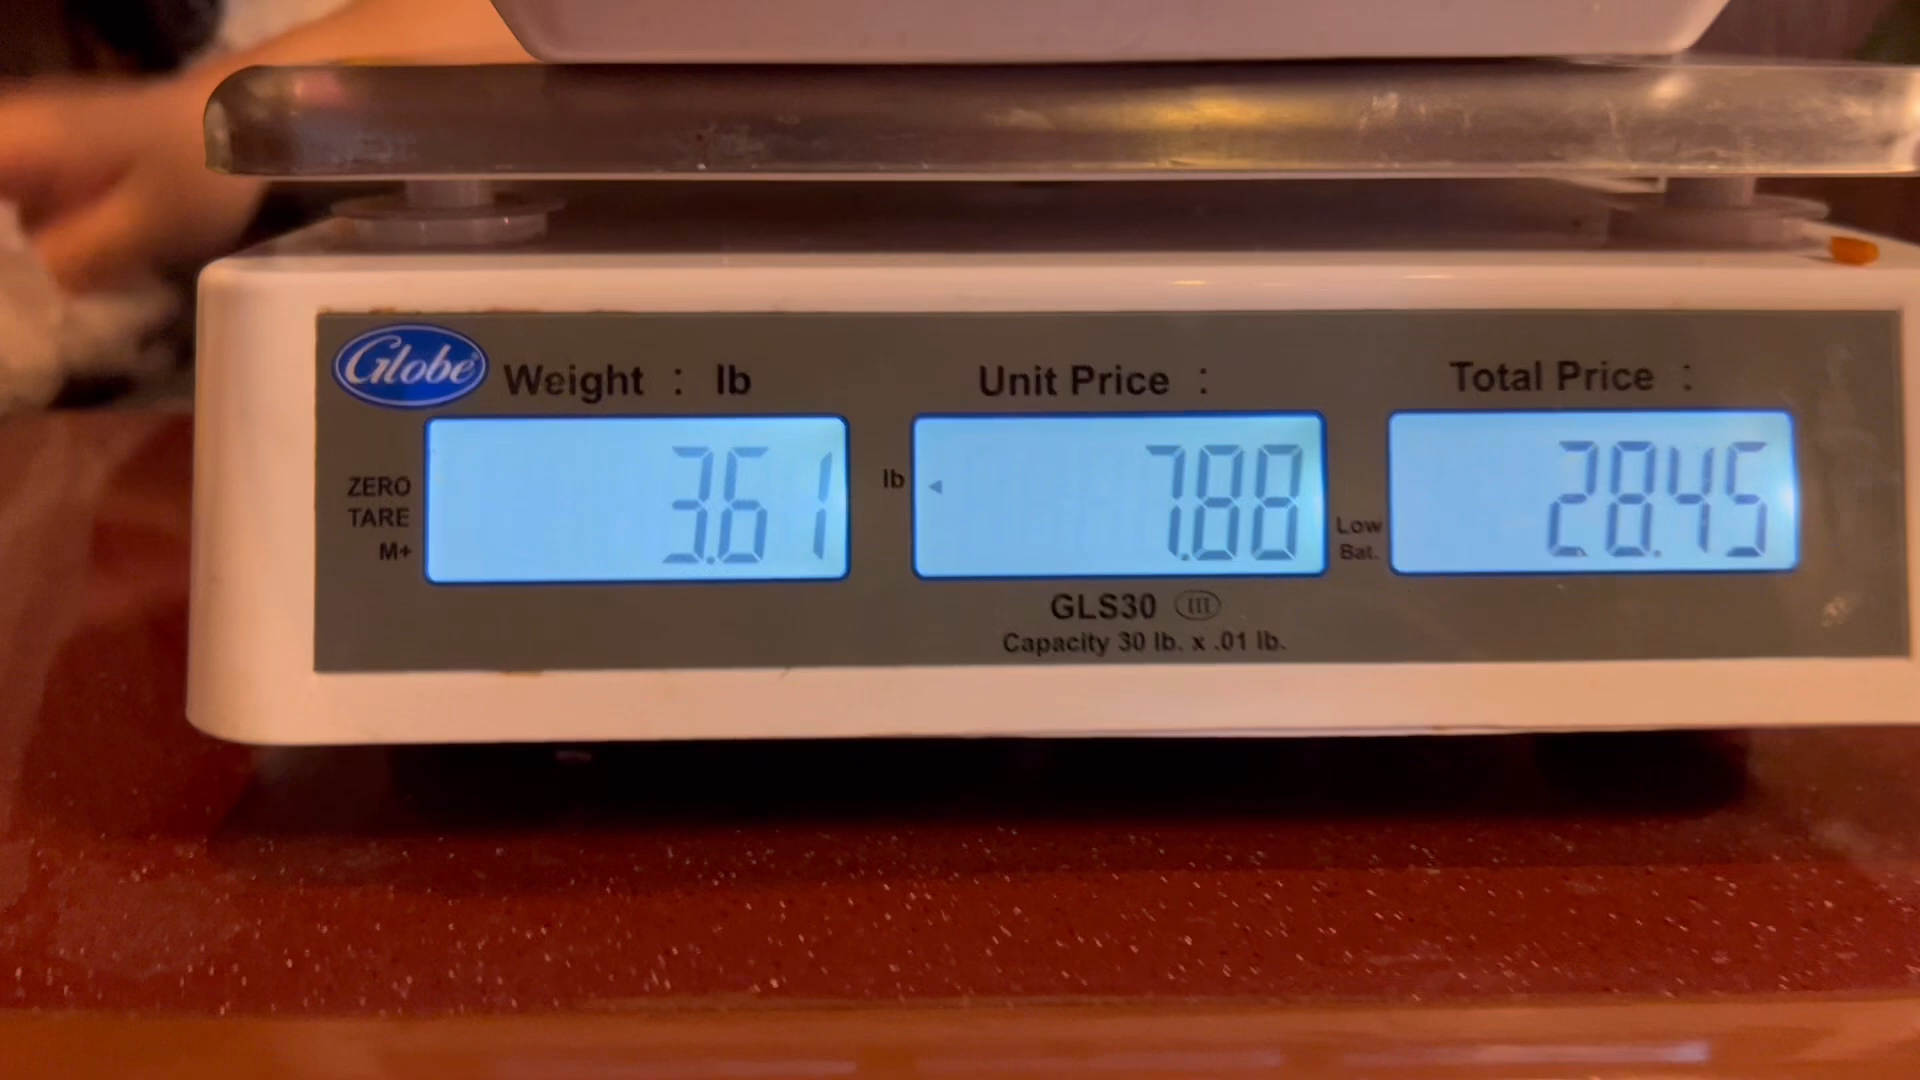 Globe
Weight : lb
Unit Price :
Total Price :
ZERO
TARE
M+
3.61
lb
7.88
Low
Bat.
28.45
GLS30 III
Capacity 30 lb. x .01 lb.